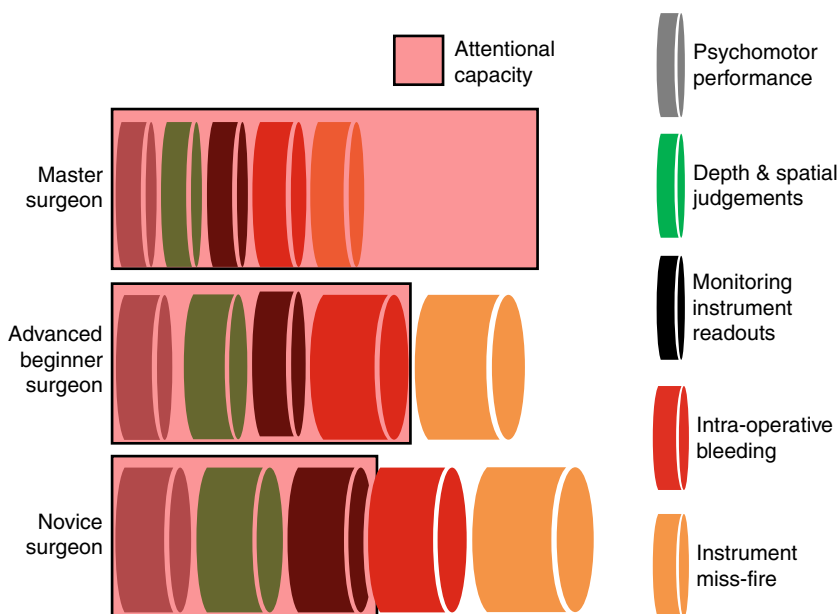 Attentional
capacity
Master
surgeon
Advanced
beginner
surgeon
Novice
surgeon
Psychomotor
performance
Depth & spatial
judgements
Monitoring
instrument
readouts
Intra-operative
bleeding
Instrument
miss-fire